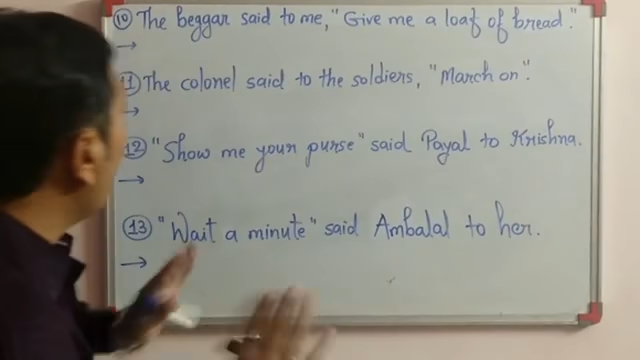 ⑩ The beggar said to me, "Give me a loaf of bread."
→
⑪ The colonel said to the soldiers, "March on".
→
⑫ "Show me your purse" said Payal to Krishna.
→
⑬ "Wait a minute" said Ambalal to her.
→